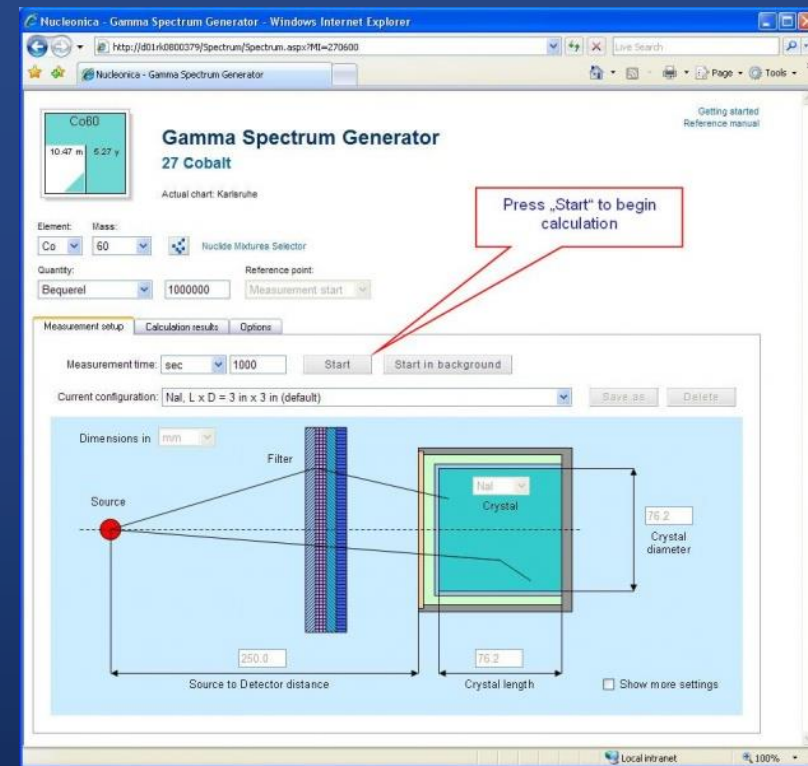 Nucleonica - Gamma Spectrum Generator - Windows Internet Explorer
http://d01rk0800379/Spectrum/Spectrum.aspx?MI=270600
Live Search
Nucleonica - Gamma Spectrum Generator
Page
Tools
Getting started
Reference manual
Co60
10.47 m
5.27 y
Gamma Spectrum Generator
27 Cobalt
Actual chart: Karlsruhe
Press „Start“ to begin
calculation
Element:
Mass:
Co
60
Nuclide Mixtures Selector
Quantity:
Reference point:
Bequerel
1000000
Measurement start
Measurement setup
Calculation results
Options
Measurement time:
sec
1000
Start
Start in background
Current configuration:
NaI, L x D = 3 in x 3 in (default)
Save as
Delete
Dimensions in
mm
Filter
Source
NaI
Crystal
76.2
Crystal
diameter
250.0
76.2
Source to Detector distance
Crystal length
Show more settings
Local intranet
100%